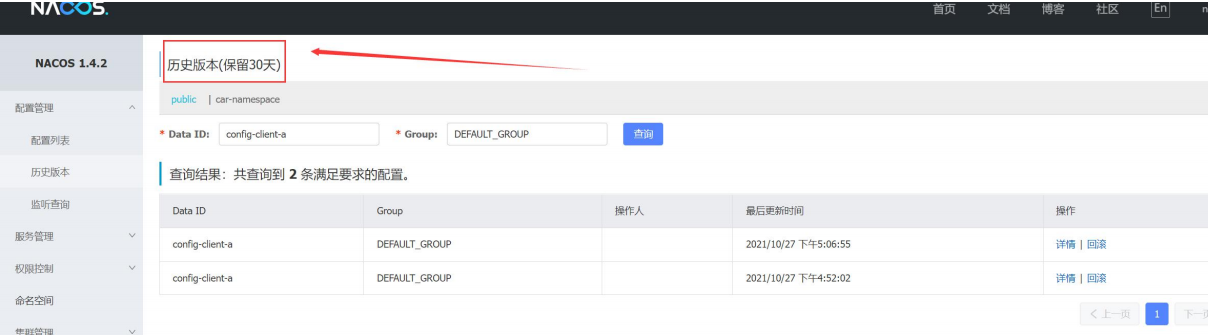 NACOS. 首页 文档 博客 社区 En
NACOS 1.4.2
历史版本(保留30天)
配置管理
public | car-namespace
配置列表
* Data ID: config-client-a * Group: DEFAULT_GROUP 查询
历史版本
查询结果：共查询到 2 条满足要求的配置。
监听查询
Data ID Group 操作人 最后更新时间 操作
服务管理
config-client-a DEFAULT_GROUP 2021/10/27 下午5:06:55 详情 | 回滚
权限控制
config-client-a DEFAULT_GROUP 2021/10/27 下午4:52:02 详情 | 回滚
命名空间
< 上一页 1 下一页
集群管理